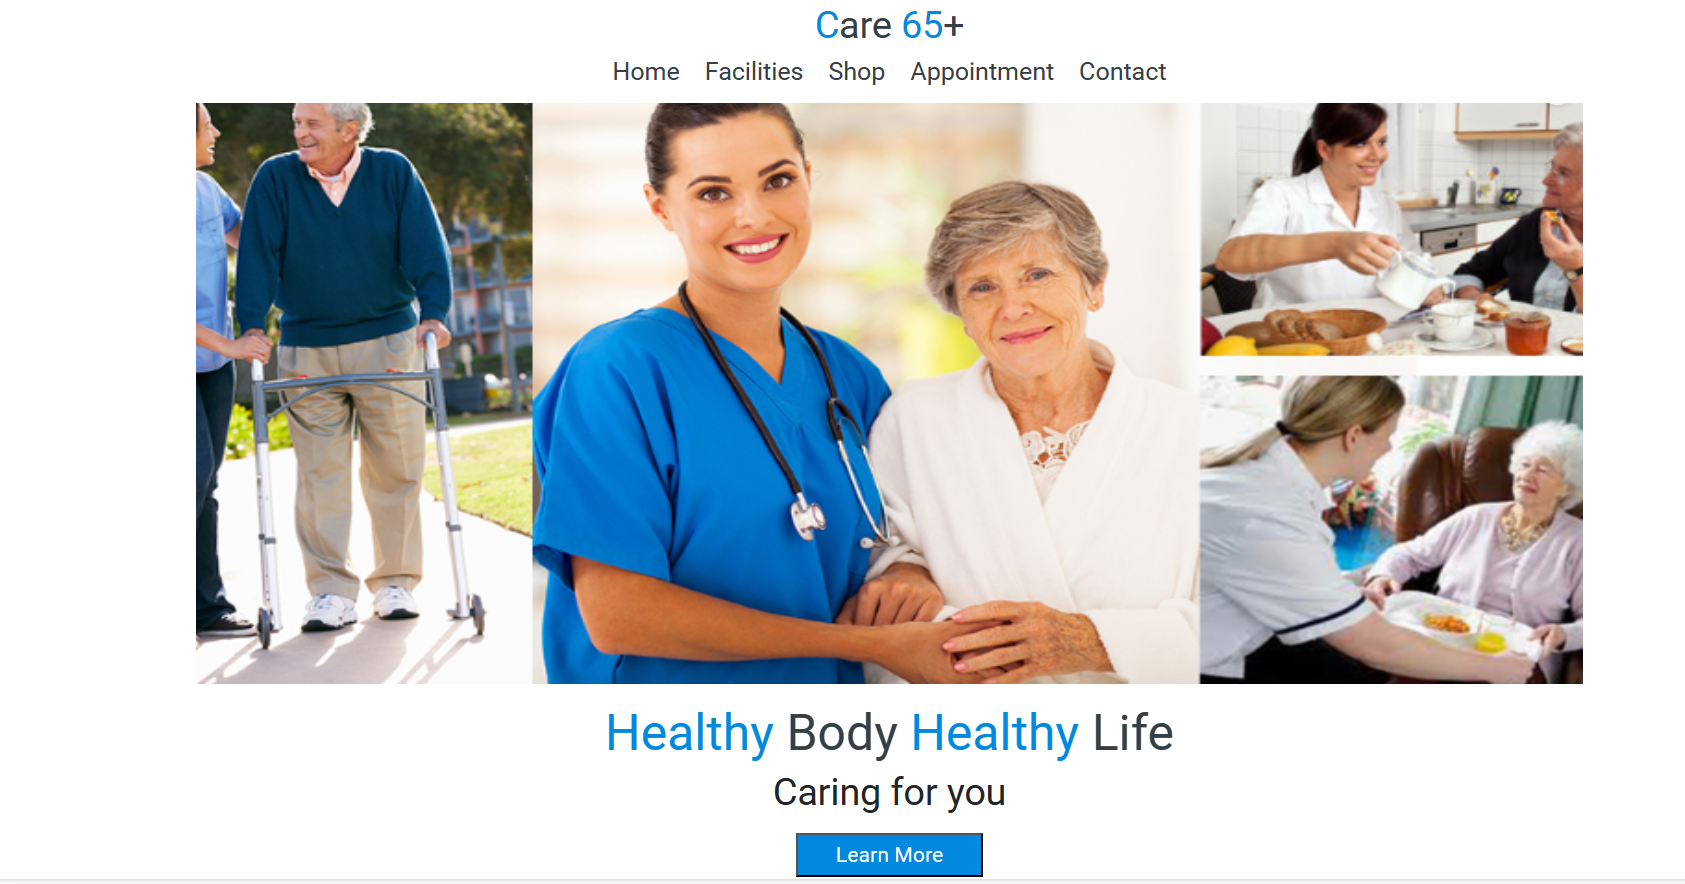 Care 65+
Home Facilities Shop Appointment Contact
Healthy Body Healthy Life
Caring for you
Learn More